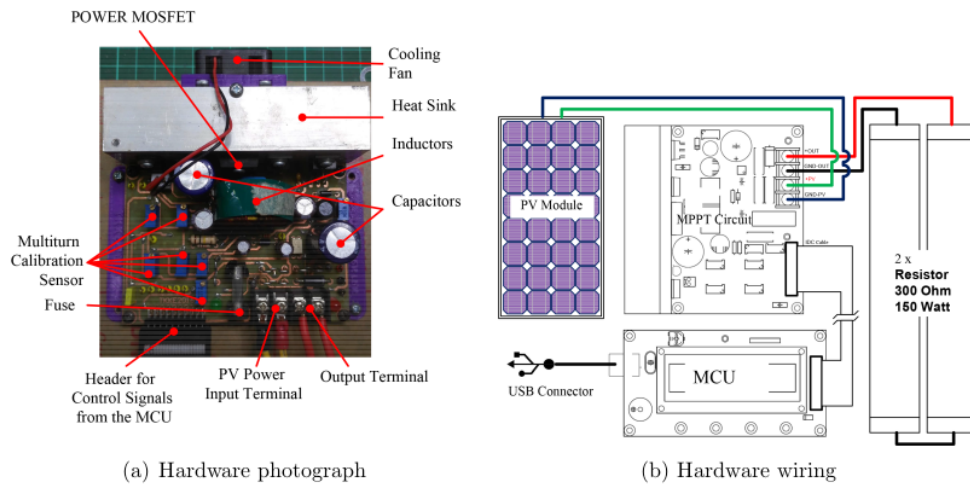 POWER MOSFET
Cooling
Fan
Heat Sink
Inductors
Capacitors
Multiturn
Calibration
Sensor
Fuse
Header for
Control Signals
from the MCU
PV Power
Input Terminal
Output Terminal
(a) Hardware photograph
PV Module
+OUT
GND-OUT
+PV
GND-PV
MPPT Circuit
IDC Cable
2 x
Resistor
300 Ohm
150 Watt
MCU
USB Connector
(b) Hardware wiring